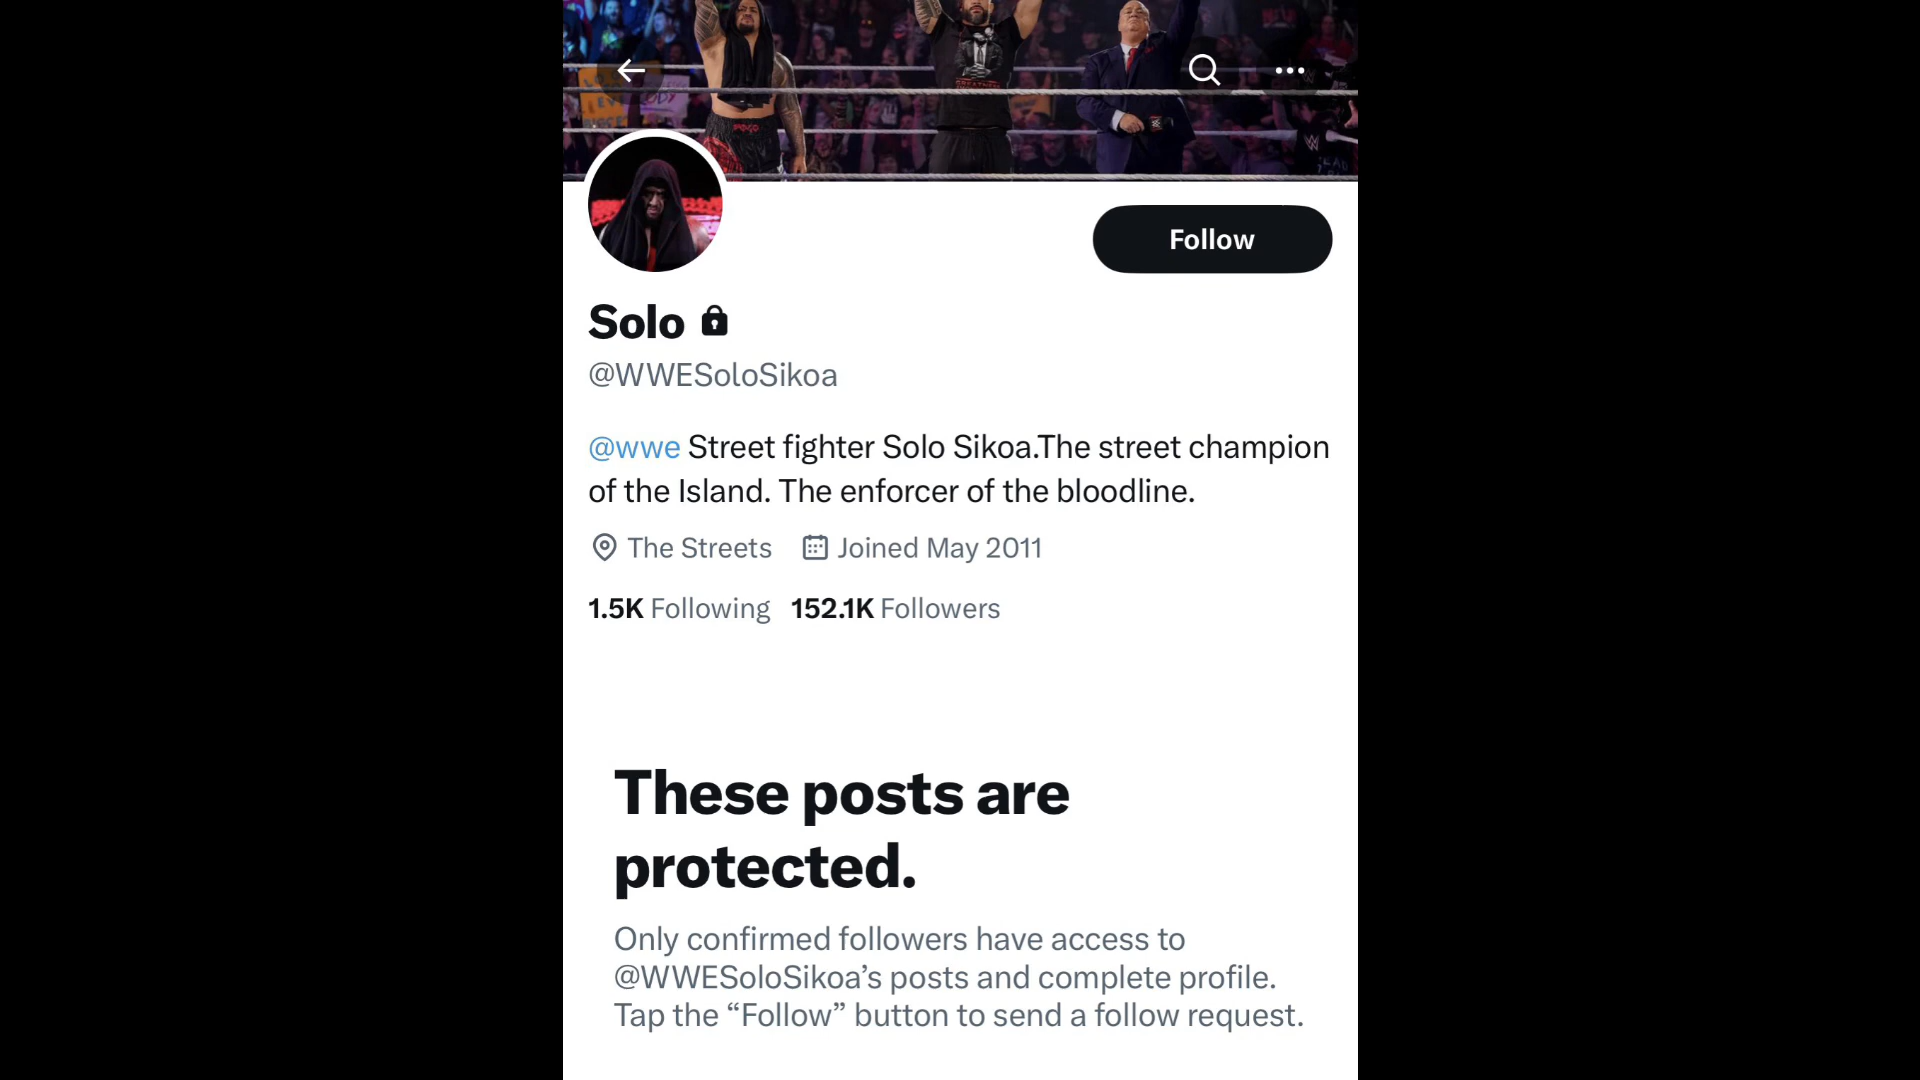 Follow
Solo
@WWESoloSikoa
@wwe Street fighter Solo Sikoa.The street champion
of the Island. The enforcer of the bloodline.
The Streets Joined May 2011
1.5K Following 152.1K Followers
These posts are
protected.
Only confirmed followers have access to
@WWESoloSikoa’s posts and complete profile.
Tap the “Follow” button to send a follow request.